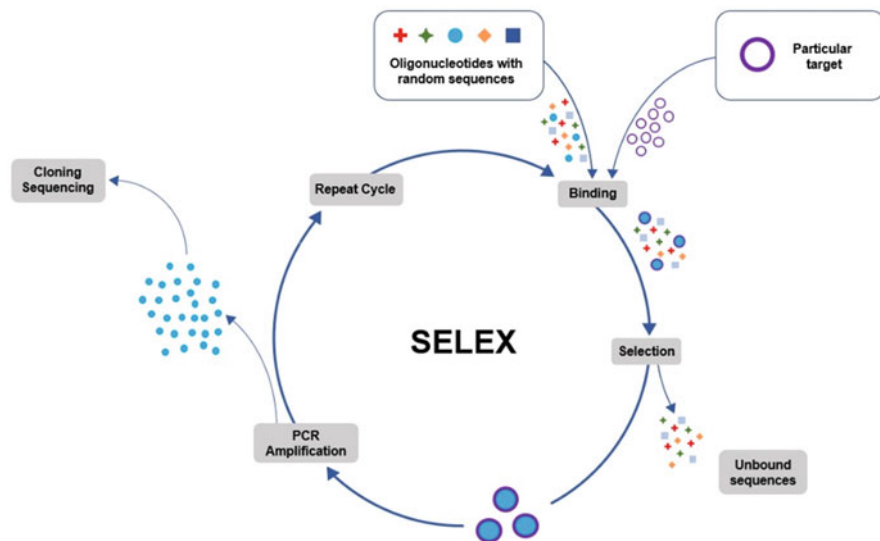 Oligonucleotides with
random sequences
Particular
target
Cloning
Sequencing
Repeat Cycle
Binding
SELEX
Selection
PCR
Amplification
Unbound
sequences